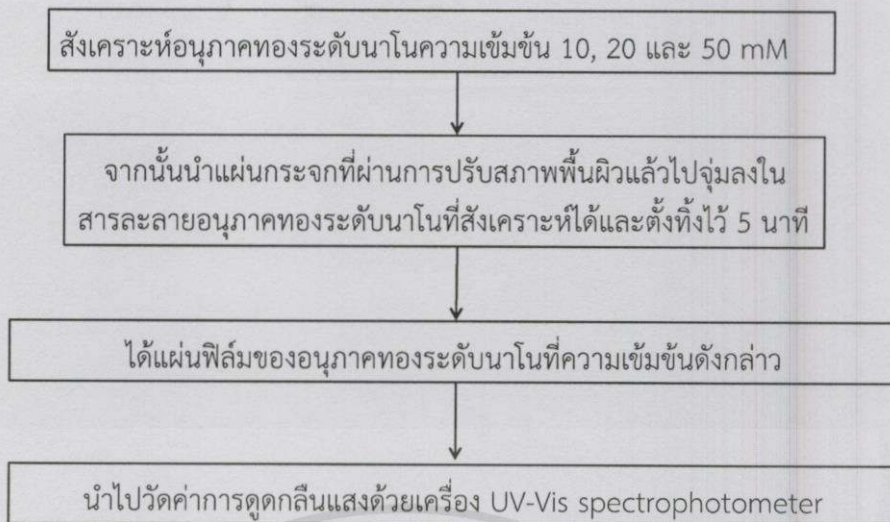 สังเคราะห์อนุภาคทองระดับนาโนความเข้มข้น 10, 20 และ 50 mM
จากนั้นนำแผ่นกระจกที่ผ่านการปรับสภาพพื้นผิวแล้วไปจุ่มลงใน
สารละลายอนุภาคทองระดับนาโนที่สังเคราะห์ได้และตั้งทิ้งไว้ 5 นาที
ได้แผ่นฟิล์มของอนุภาคทองระดับนาโนที่ความเข้มข้นดังกล่าว
นำไปวัดค่าการดูดกลืนแสงด้วยเครื่อง UV-Vis spectrophotometer